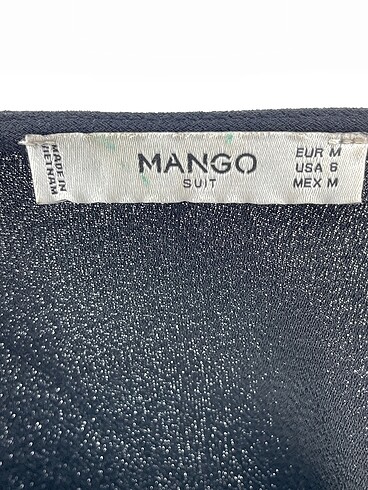 MADE IN
VIETNAM
MANGO
SUIT
EUR M
USA 6
MEX M